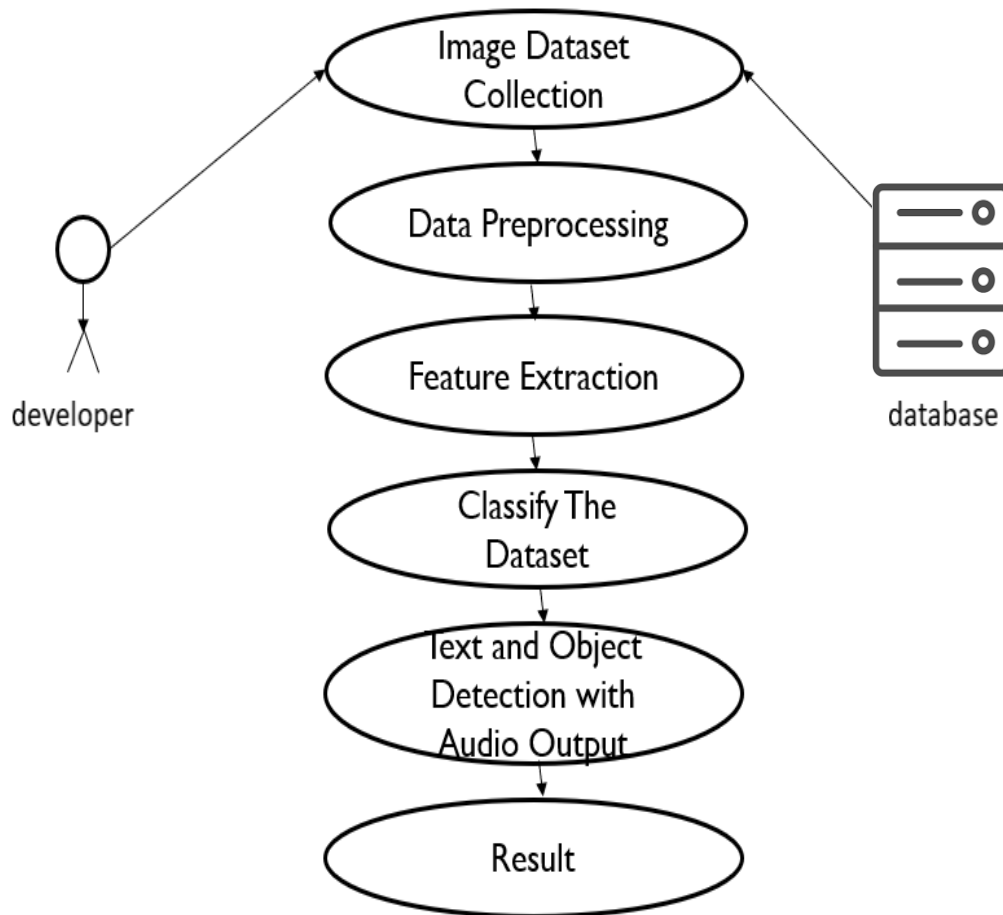 Image Dataset
Collection
Data Preprocessing
Feature Extraction
developer
database
Classify The
Dataset
Text and Object
Detection with
Audio Output
Result